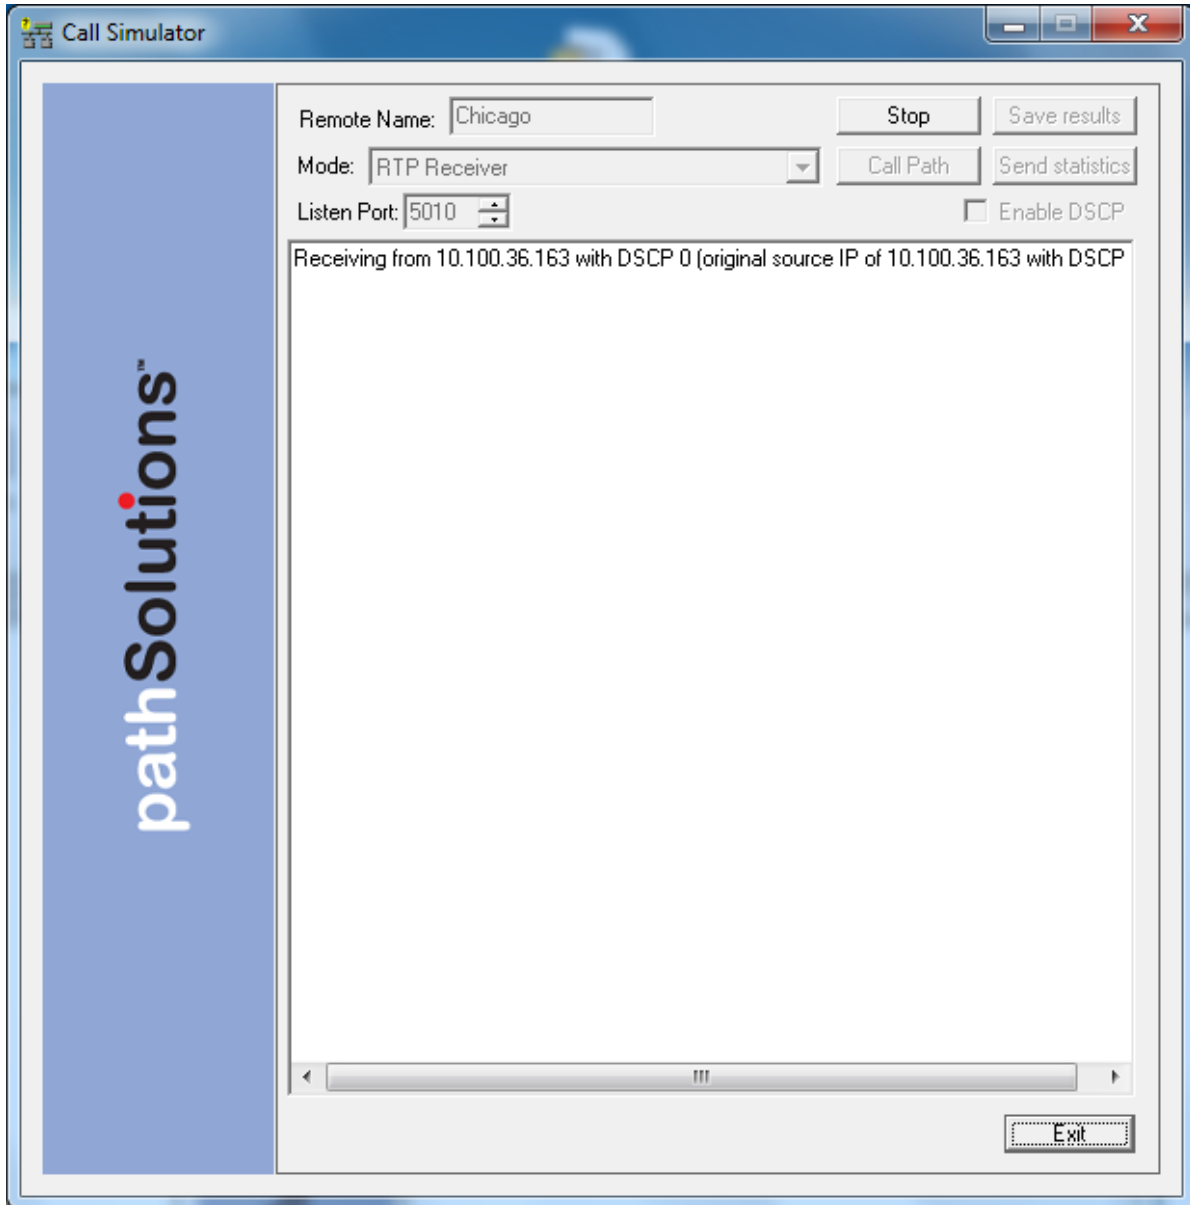 Call Simulator
pathSolutions™
Remote Name: Chicago
Stop
Save results
Mode: RTP Receiver
Call Path
Send statistics
Listen Port: 5010
Enable DSCP
Receiving from 10.100.36.163 with DSCP 0 (original source IP of 10.100.36.163 with DSCP
Exit